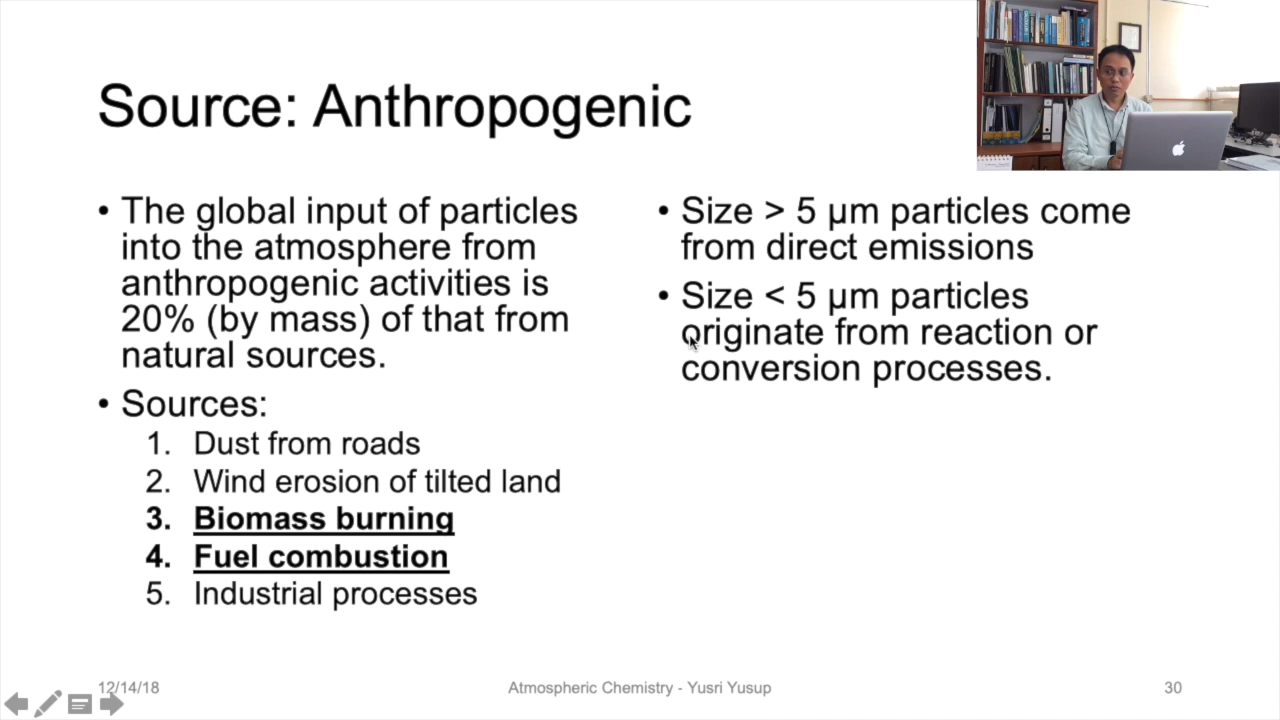 Source: Anthropogenic
• The global input of particles
into the atmosphere from
anthropogenic activities is
20% (by mass) of that from
natural sources.
• Sources:
1. Dust from roads
2. Wind erosion of tilted land
3. Biomass burning
4. Fuel combustion
5. Industrial processes
• Size > 5 μm particles come
from direct emissions
• Size < 5 μm particles
originate from reaction or
conversion processes.
12/14/18
Atmospheric Chemistry - Yusri Yusup
30